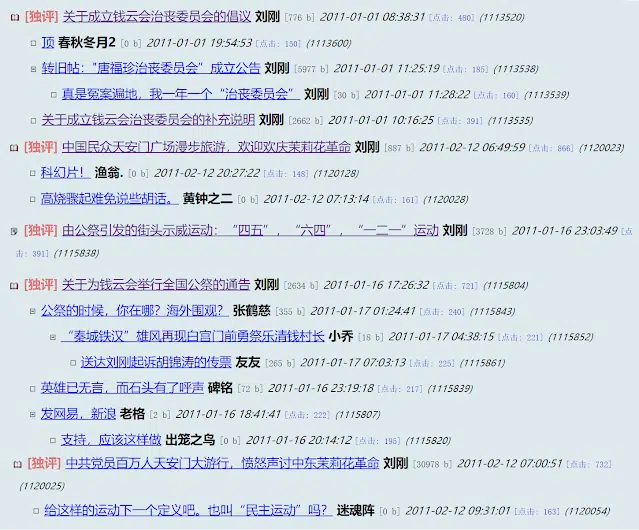 [独评] 关于成立钱云会治丧委员会的倡议 刘刚 [776 b] 2011-01-01 08:38:31 [点击: 480] (1113520)
顶 春秋冬月2 [0 b] 2011-01-01 19:54:53 [点击: 150] (1113600)
转旧帖："唐福珍治丧委员会”成立公告 刘刚 [5977 b] 2011-01-01 11:25:19 [点击: 185] (1113538)
真是冤案遍地，我一年一个“治丧委员会” 刘刚 [30 b] 2011-01-01 11:28:22 [点击: 160] (1113539)
关于成立钱云会治丧委员会的补充说明 刘刚 [2662 b] 2011-01-01 10:16:25 [点击: 391] (1113535)
[独评] 中国民众天安门广场漫步旅游，欢迎欢庆茉莉花革命 刘刚 [887 b] 2011-02-12 06:49:59 [点击: 866] (1120023)
科幻片！ 渔翁. [0 b] 2011-02-12 20:27:22 [点击: 148] (1120128)
高烧骤起难免说些胡话。 黄钟之二 [0 b] 2011-02-12 07:13:14 [点击: 161] (1120028)
[独评] 由公祭引发的街头示威运动：“四五”，“六四”，“一二一”运动 刘刚 [3728 b] 2011-01-16 23:03:49 [点
击: 391] (1115838)
[独评] 关于为钱云会举行全国公祭的通告 刘刚 [2634 b] 2011-01-16 17:26:32 [点击: 721] (1115804)
公祭的时候，你在哪？海外围观？ 张鹤慈 [355 b] 2011-01-17 01:24:41 [点击: 240] (1115843)
“秦城铁汉”雄风再现白宫门前勇祭乐清钱村长 小乔 [18 b] 2011-01-17 04:38:15 [点击: 221] (1115852)
送达刘刚起诉胡锦涛的传票 友友 [265 b] 2011-01-17 07:03:13 [点击: 225] (1115861)
英雄已无言，而石头有了呼声 碑铭 [72 b] 2011-01-16 23:19:18 [点击: 217] (1115839)
发网易，新浪 老格 [2 b] 2011-01-16 18:41:41 [点击: 222] (1115807)
支持，应该这样做 出笼之鸟 [0 b] 2011-01-16 20:14:12 [点击: 195] (1115820)
[独评] 中共党员百万人天安门大游行，愤怒声讨中东茉莉花革命 刘刚 [30978 b] 2011-02-12 07:00:51 [点击: 732]
(1120025)
给这样的运动下一个定义吧。也叫“民主运动”吗？ 迷魂阵 [0 b] 2011-02-12 09:31:01 [点击: 163] (1120054)